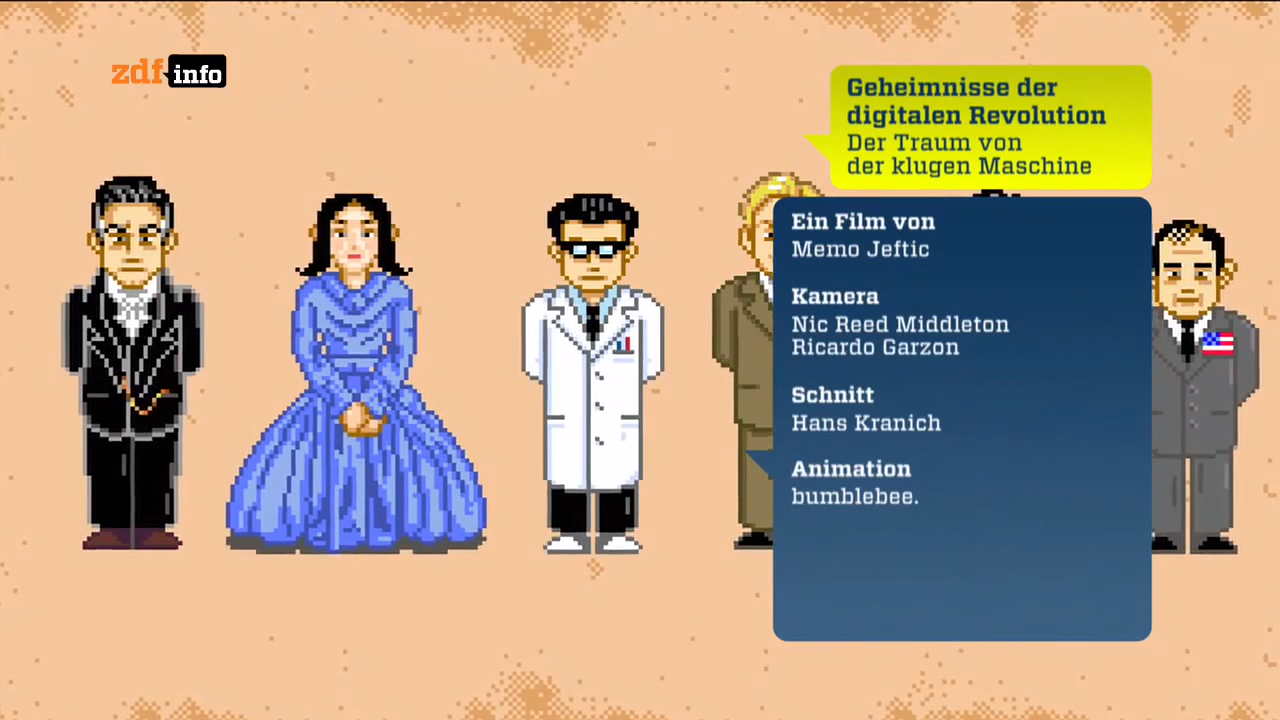 zdf info
Geheimnisse der
digitalen Revolution
Der Traum von
der klugen Maschine
Ein Film von
Memo Jeftic
Kamera
Nic Reed Middleton
Ricardo Garzon
Schnitt
Hans Kranich
Animation
bumblebee.